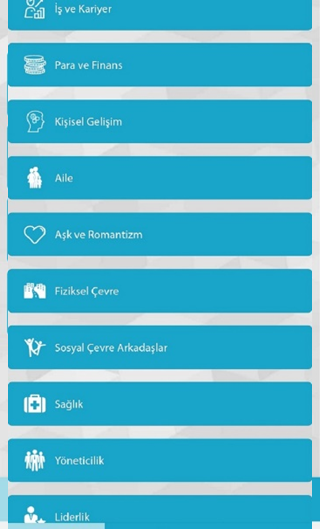 İş ve Kariyer
Para ve Finans
Kişisel Gelişim
Aile
Aşk ve Romantizm
Fiziksel Çevre
Sosyal Çevre Arkadaşlar
Sağlık
Yöneticilik
Liderlik